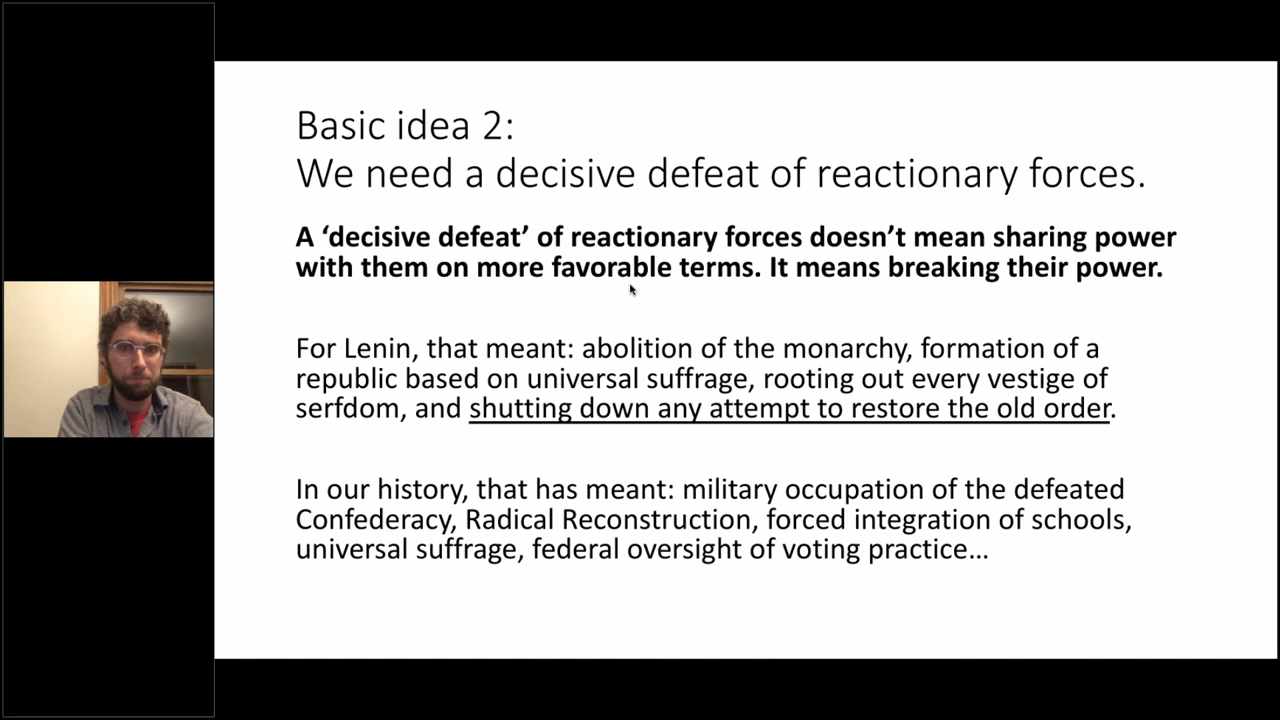 Basic idea 2:
We need a decisive defeat of reactionary forces.
A ‘decisive defeat’ of reactionary forces doesn’t mean sharing power
with them on more favorable terms. It means breaking their power.
For Lenin, that meant: abolition of the monarchy, formation of a
republic based on universal suffrage, rooting out every vestige of
serfdom, and shutting down any attempt to restore the old order.
In our history, that has meant: military occupation of the defeated
Confederacy, Radical Reconstruction, forced integration of schools,
universal suffrage, federal oversight of voting practice…